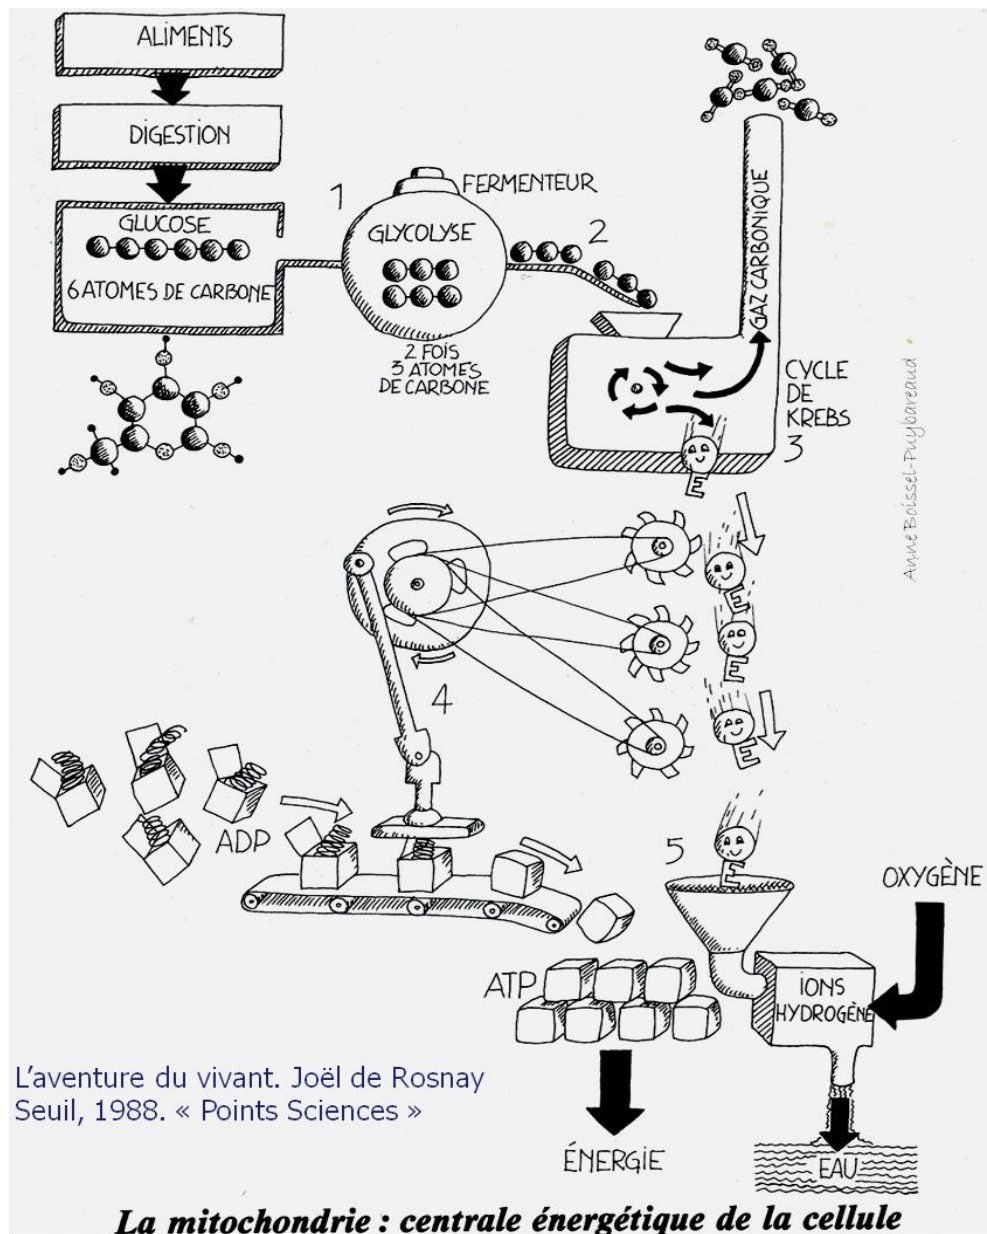 ALIMENTS
DIGESTION
GLUCOSE
6 ATOMES DE CARBONE
1
FERMENTEUR
GLYCOLYSE
2 FOIS
3 ATOMES
DE CARBONE
2
GAZ CARBONIQUE
CYCLE
DE
KREBS
3
E
Anne Boissel-Puybareaud
E
E
E
4
ADP
5
E
OXYGÈNE
IONS
HYDROGÈNE
ATP
L'aventure du vivant. Joël de Rosnay
Seuil, 1988. « Points Sciences »
ÉNERGIE
EAU
La mitochondrie : centrale énergétique de la cellule